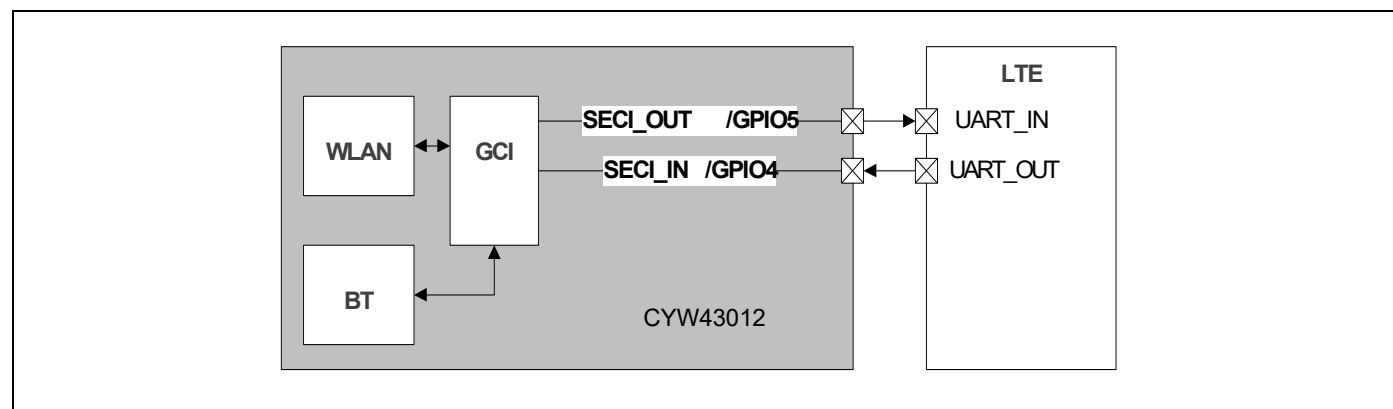 LTE
SECI_OUT /GPIO5
UART_IN
WLAN
GCI
SECI_IN /GPIO4
UART_OUT
BT
CYW43012